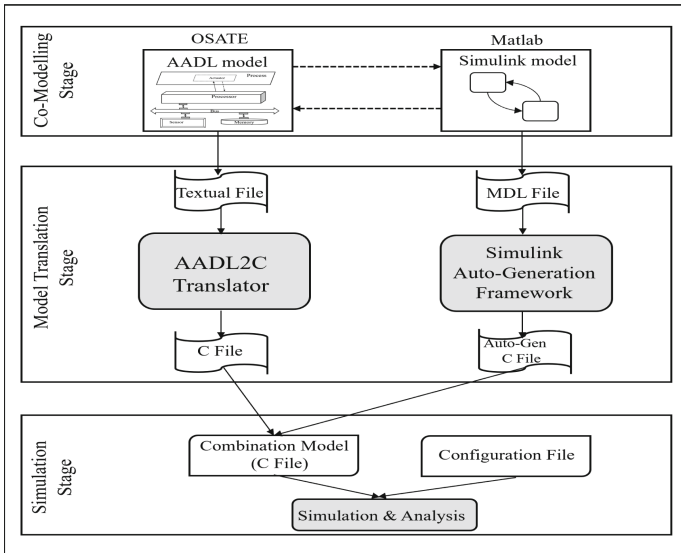 Co-Modelling
Stage
OSATE
AADL model
Process
Processor
Bus
Sensor
Memory
Matlab
Simulink model
Model Translation
Stage
Textual File
MDL File
AADL2C
Translator
Simulink
Auto-Generation
Framework
C File
Auto-Gen
C File
Simulation
Stage
Combination Model
(C File)
Configuration File
Simulation & Analysis